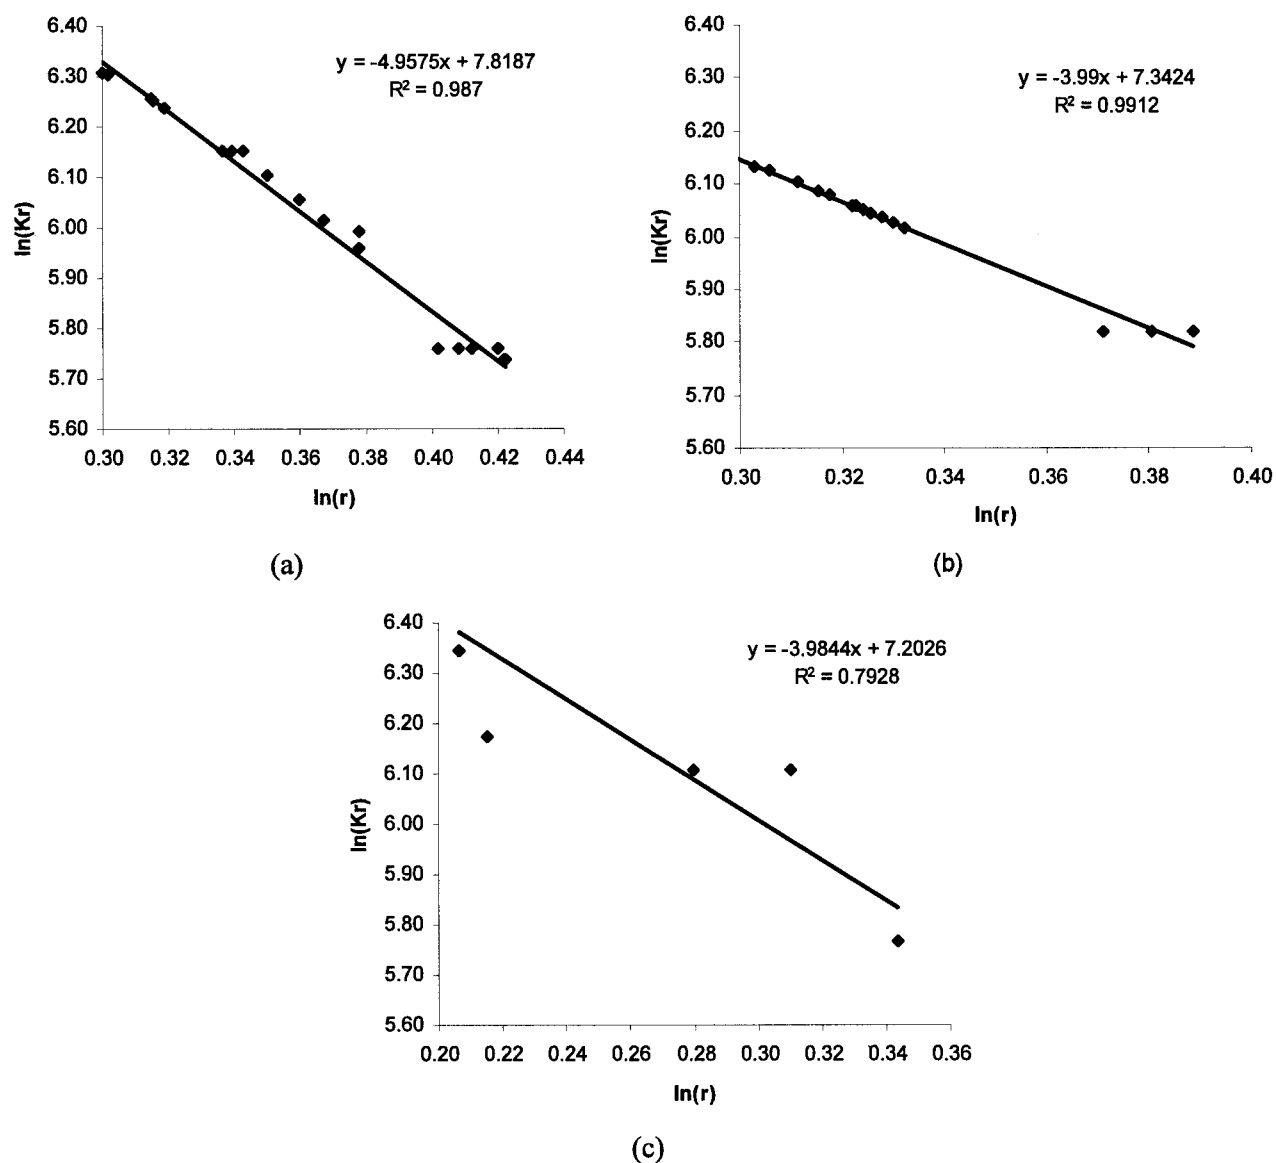 6.40
6.30
6.20
6.10
6.00
5.90
5.80
5.70
5.60
ln(Kr)
y = -4.9575x + 7.8187
R² = 0.987
0.30 0.32 0.34 0.36 0.38 0.40 0.42 0.44
ln(r)
(a)
6.40
6.30
6.20
6.10
6.00
5.90
5.80
5.70
5.60
ln(Kr)
y = -3.99x + 7.3424
R² = 0.9912
0.30 0.32 0.34 0.36 0.38 0.40
ln(r)
(b)
6.40
6.30
6.20
6.10
6.00
5.90
5.80
5.70
5.60
ln(Kr)
y = -3.9844x + 7.2026
R² = 0.7928
0.20 0.22 0.24 0.26 0.28 0.30 0.32 0.34 0.36
ln(r)
(c)